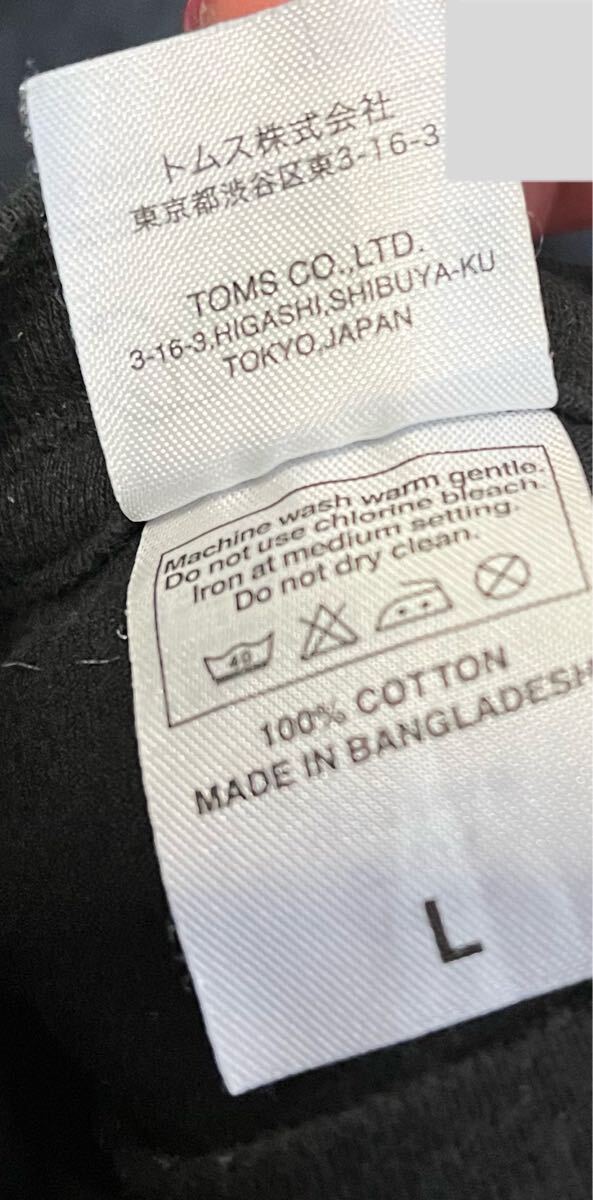 トムス株式会社
東京都渋谷区東3-16-3
TOMS CO.,LTD.
3-16-3,HIGASHI,SHIBUYA-KU
TOKYO,JAPAN
Machine wash warm gentle.
Do not use chlorine bleach.
Iron at medium setting.
Do not dry clean.
40
100% COTTON
MADE IN BANGLADESH
L